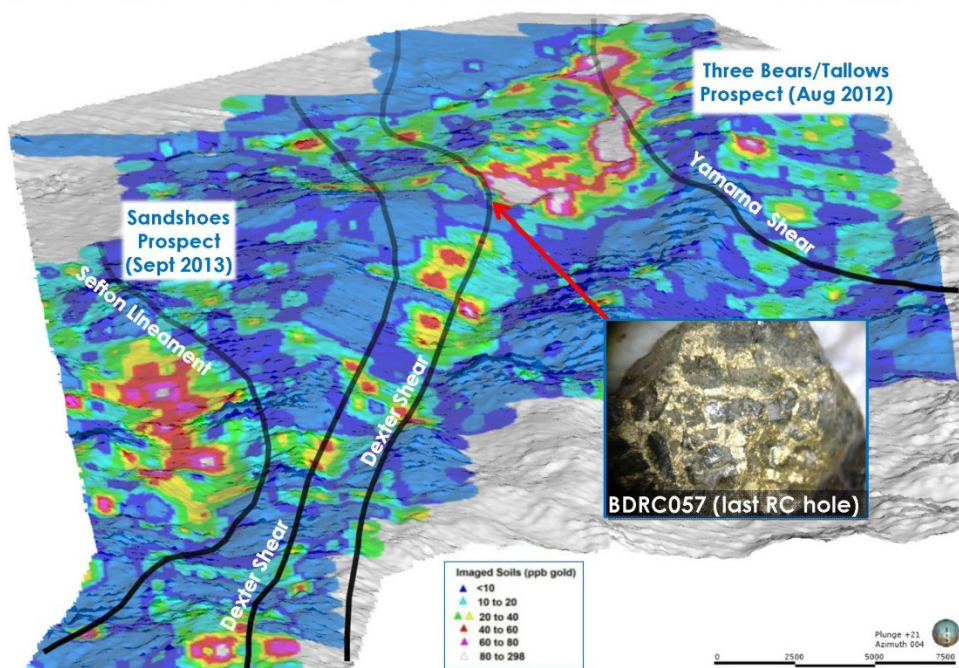 Three Bears/Tallows
Prospect (Aug 2012)
Yamarna Shear
Sandshoes
Prospect
(Sept 2013)
Sefton Lineament
Dexter Shear
Dexter Shear
BDRC057 (last RC hole)
Imaged Soils (ppb gold)
<10
10 to 20
20 to 40
40 to 60
60 to 80
80 to 298
Plunge +21
Azimuth 004
0 2500 5000 7500